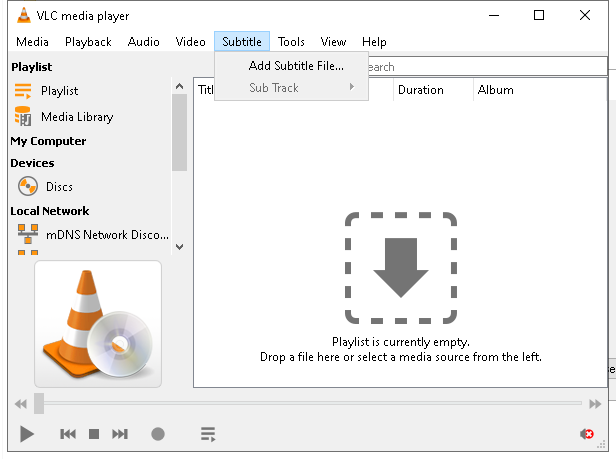 VLC media player
Media Playback Audio Video Subtitle Tools View Help
Add Subtitle File...
Sub Track
Playlist
Playlist
Media Library
My Computer
Devices
Discs
Local Network
mDNS Network Disco...
earch
Titl Duration Album
Playlist is currently empty.
Drop a file here or select a media source from the left.